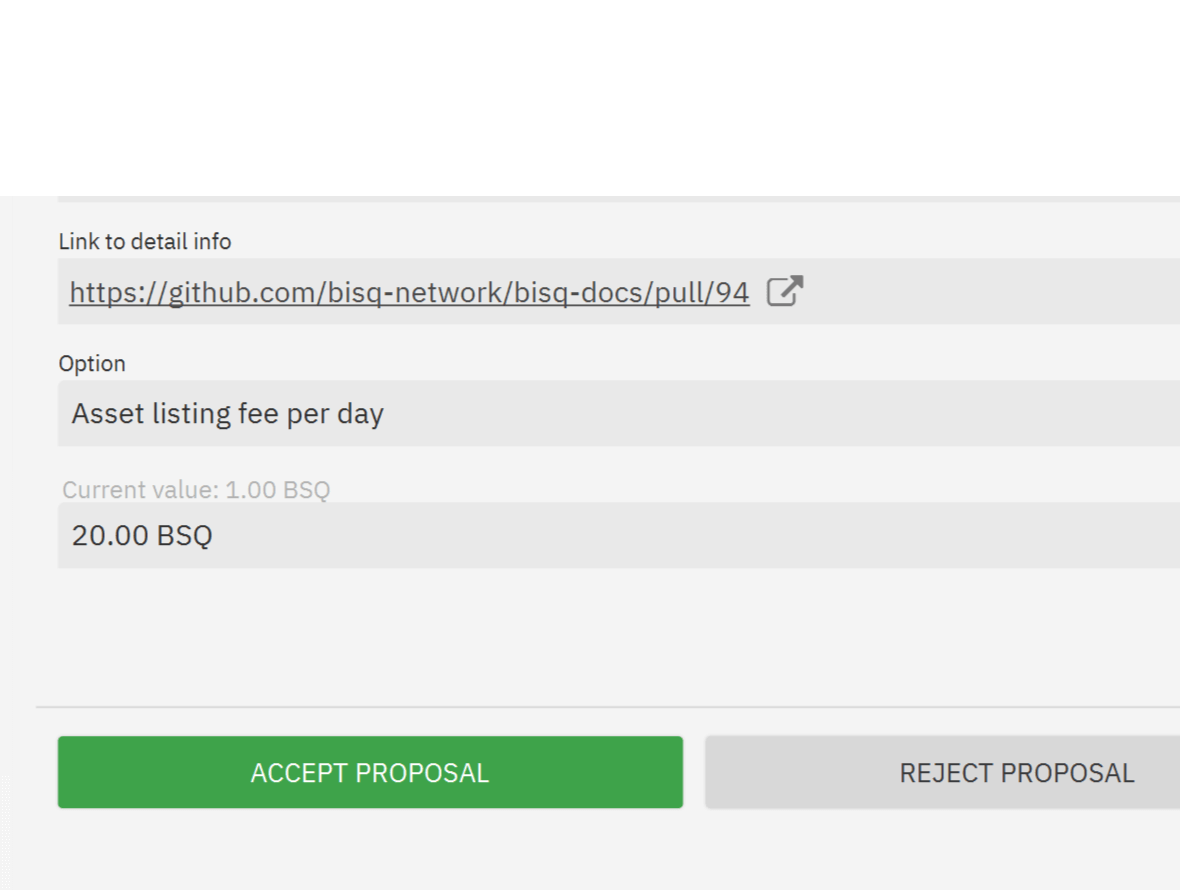 Link to detail info
https://github.com/bisq-network/bisq-docs/pull/94
Option
Asset listing fee per day
Current value: 1.00 BSQ
20.00 BSQ
ACCEPT PROPOSAL
REJECT PROPOSAL